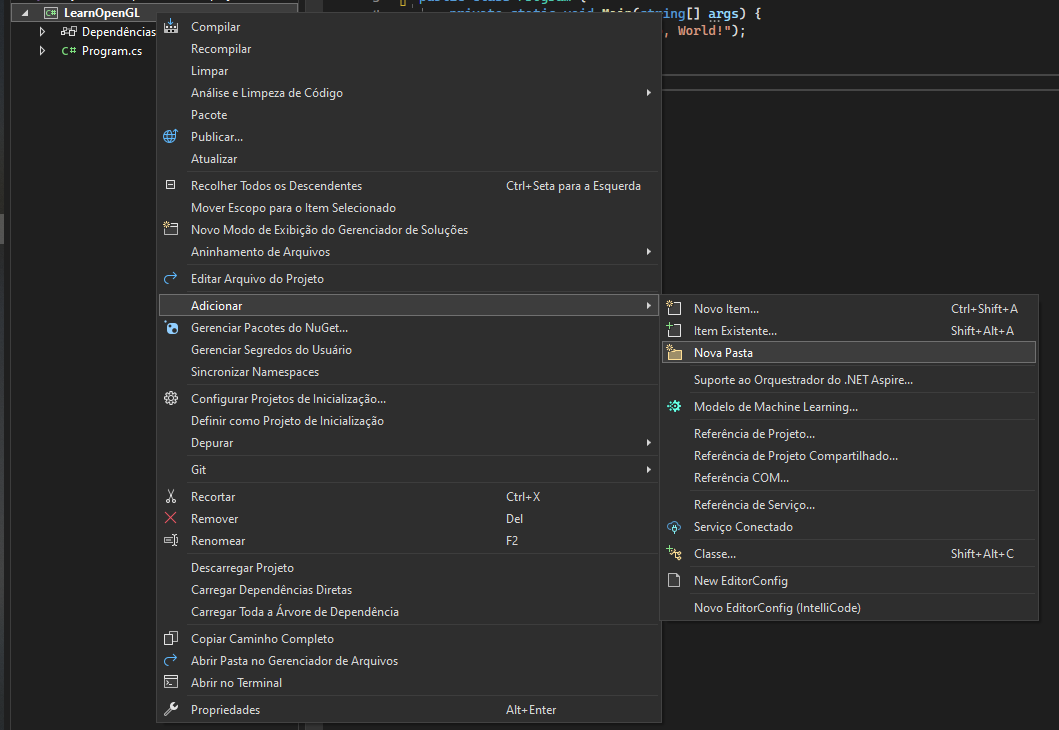 LearnOpenGL
Dependências
C# Program.cs
private static void Main(string[] args) {
, World!");
Compilar
Recompilar
Limpar
Análise e Limpeza de Código
Pacote
Publicar...
Atualizar
Recolher Todos os Descendentes Ctrl+Seta para a Esquerda
Mover Escopo para o Item Selecionado
Novo Modo de Exibição do Gerenciador de Soluções
Aninhamento de Arquivos
Editar Arquivo do Projeto
Adicionar
Gerenciar Pacotes do NuGet...
Gerenciar Segredos do Usuário
Sincronizar Namespaces
Configurar Projetos de Inicialização...
Definir como Projeto de Inicialização
Depurar
Git
Recortar Ctrl+X
Remover Del
Renomear F2
Descarregar Projeto
Carregar Dependências Diretas
Carregar Toda a Árvore de Dependência
Copiar Caminho Completo
Abrir Pasta no Gerenciador de Arquivos
Abrir no Terminal
Propriedades Alt+Enter
Novo Item... Ctrl+Shift+A
Item Existente... Shift+Alt+A
Nova Pasta
Suporte ao Orquestrador do .NET Aspire...
Modelo de Machine Learning...
Referência de Projeto...
Referência de Projeto Compartilhado...
Referência COM...
Referência de Serviço...
Serviço Conectado
Classe... Shift+Alt+C
New EditorConfig
Novo EditorConfig (IntelliCode)